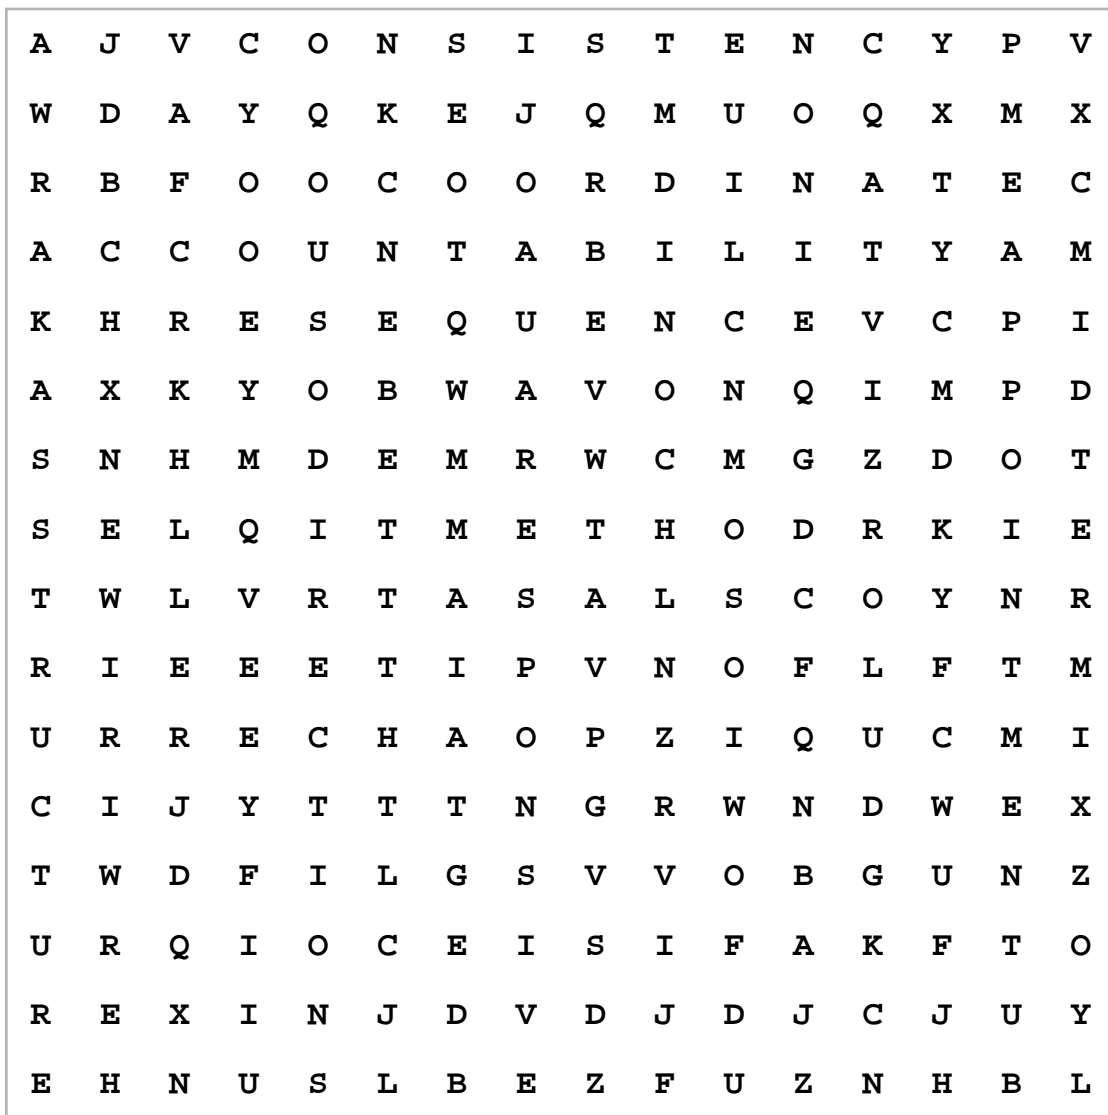 A J V C O N S I S T E N C Y P V
W D A Y Q K E J Q M U O Q X M X
R B F O O C O O R D I N A T E C
A C C O U N T A B I L I T Y A M
K H R E S E Q U E N C E V C P I
A X K Y O B W A V O N Q I M P D
S N H M D E M R W C M G Z D O T
S E L Q I T M E T H O D R K I E
T W L V R T A S A L S C O Y N R
R I E E E T I P V N O F L F T M
U R R E C H A O P Z I Q U C M I
C I J Y T T T N G R W N D W E X
T W D F I L G S V V O B G U N Z
U R Q I O C E I S I F A K F T O
R E X I N J D V D J D J C J U Y
E H N U S L B E Z F U Z N H B L